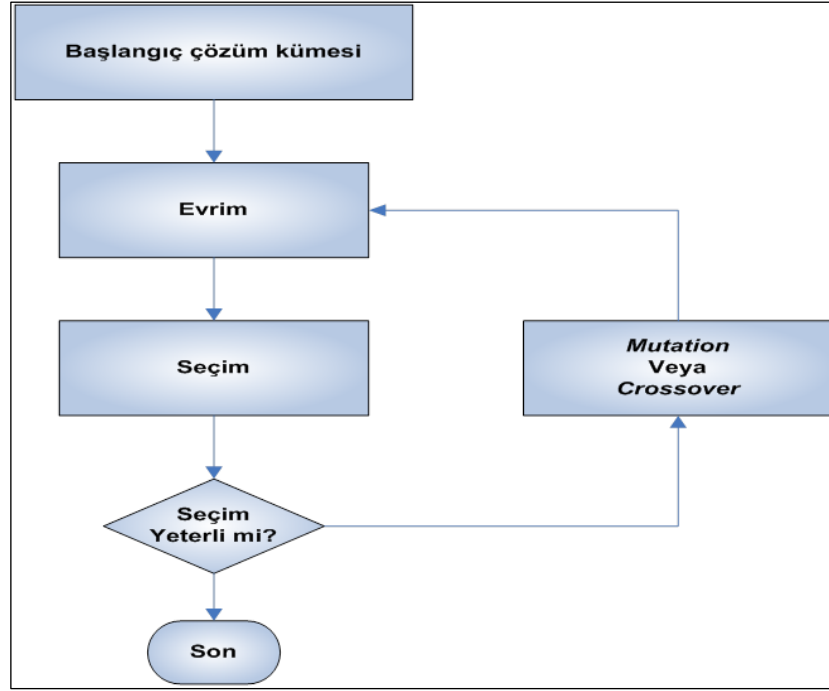 Başlangıç çözüm kümesi
Evrim
Seçim
Mutation
Veya
Crossover
Seçim
Yeterli mi?
Son